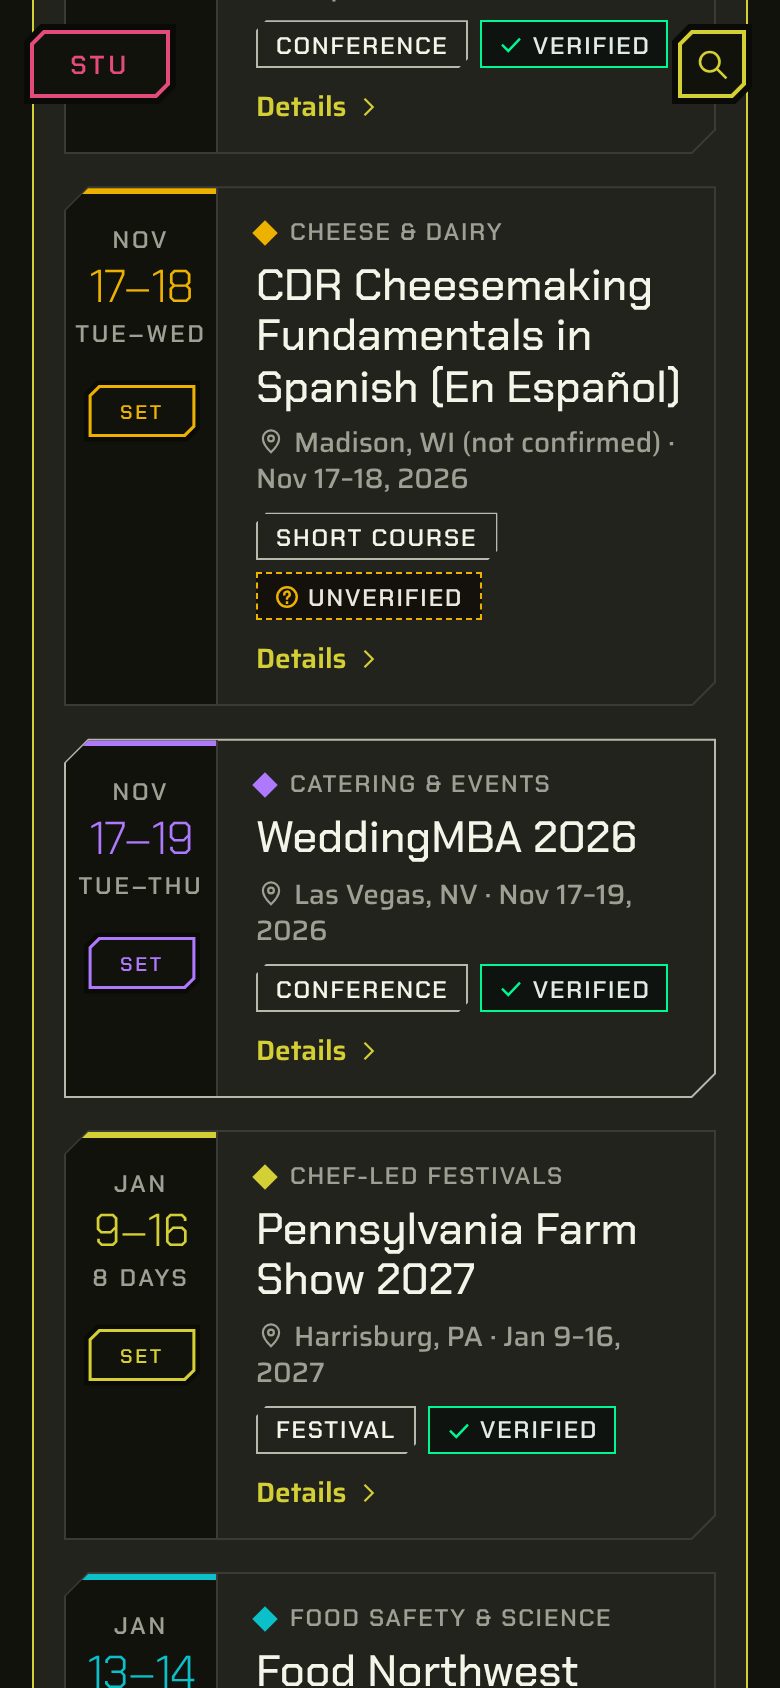 CONFERENCE
VERIFIED
STU
Details
NOV
17–18
TUE–WED
SET
CHEESE & DAIRY
CDR Cheesemaking
Fundamentals in
Spanish (En Español)
Madison, WI (not confirmed) ·
Nov 17–18, 2026
SHORT COURSE
UNVERIFIED
Details
NOV
17–19
TUE–THU
SET
CATERING & EVENTS
WeddingMBA 2026
Las Vegas, NV · Nov 17–19,
2026
CONFERENCE
VERIFIED
Details
JAN
9–16
8 DAYS
SET
CHEF-LED FESTIVALS
Pennsylvania Farm
Show 2027
Harrisburg, PA · Jan 9–16,
2027
FESTIVAL
VERIFIED
Details
JAN
13–14
FOOD SAFETY & SCIENCE
Food Northwest